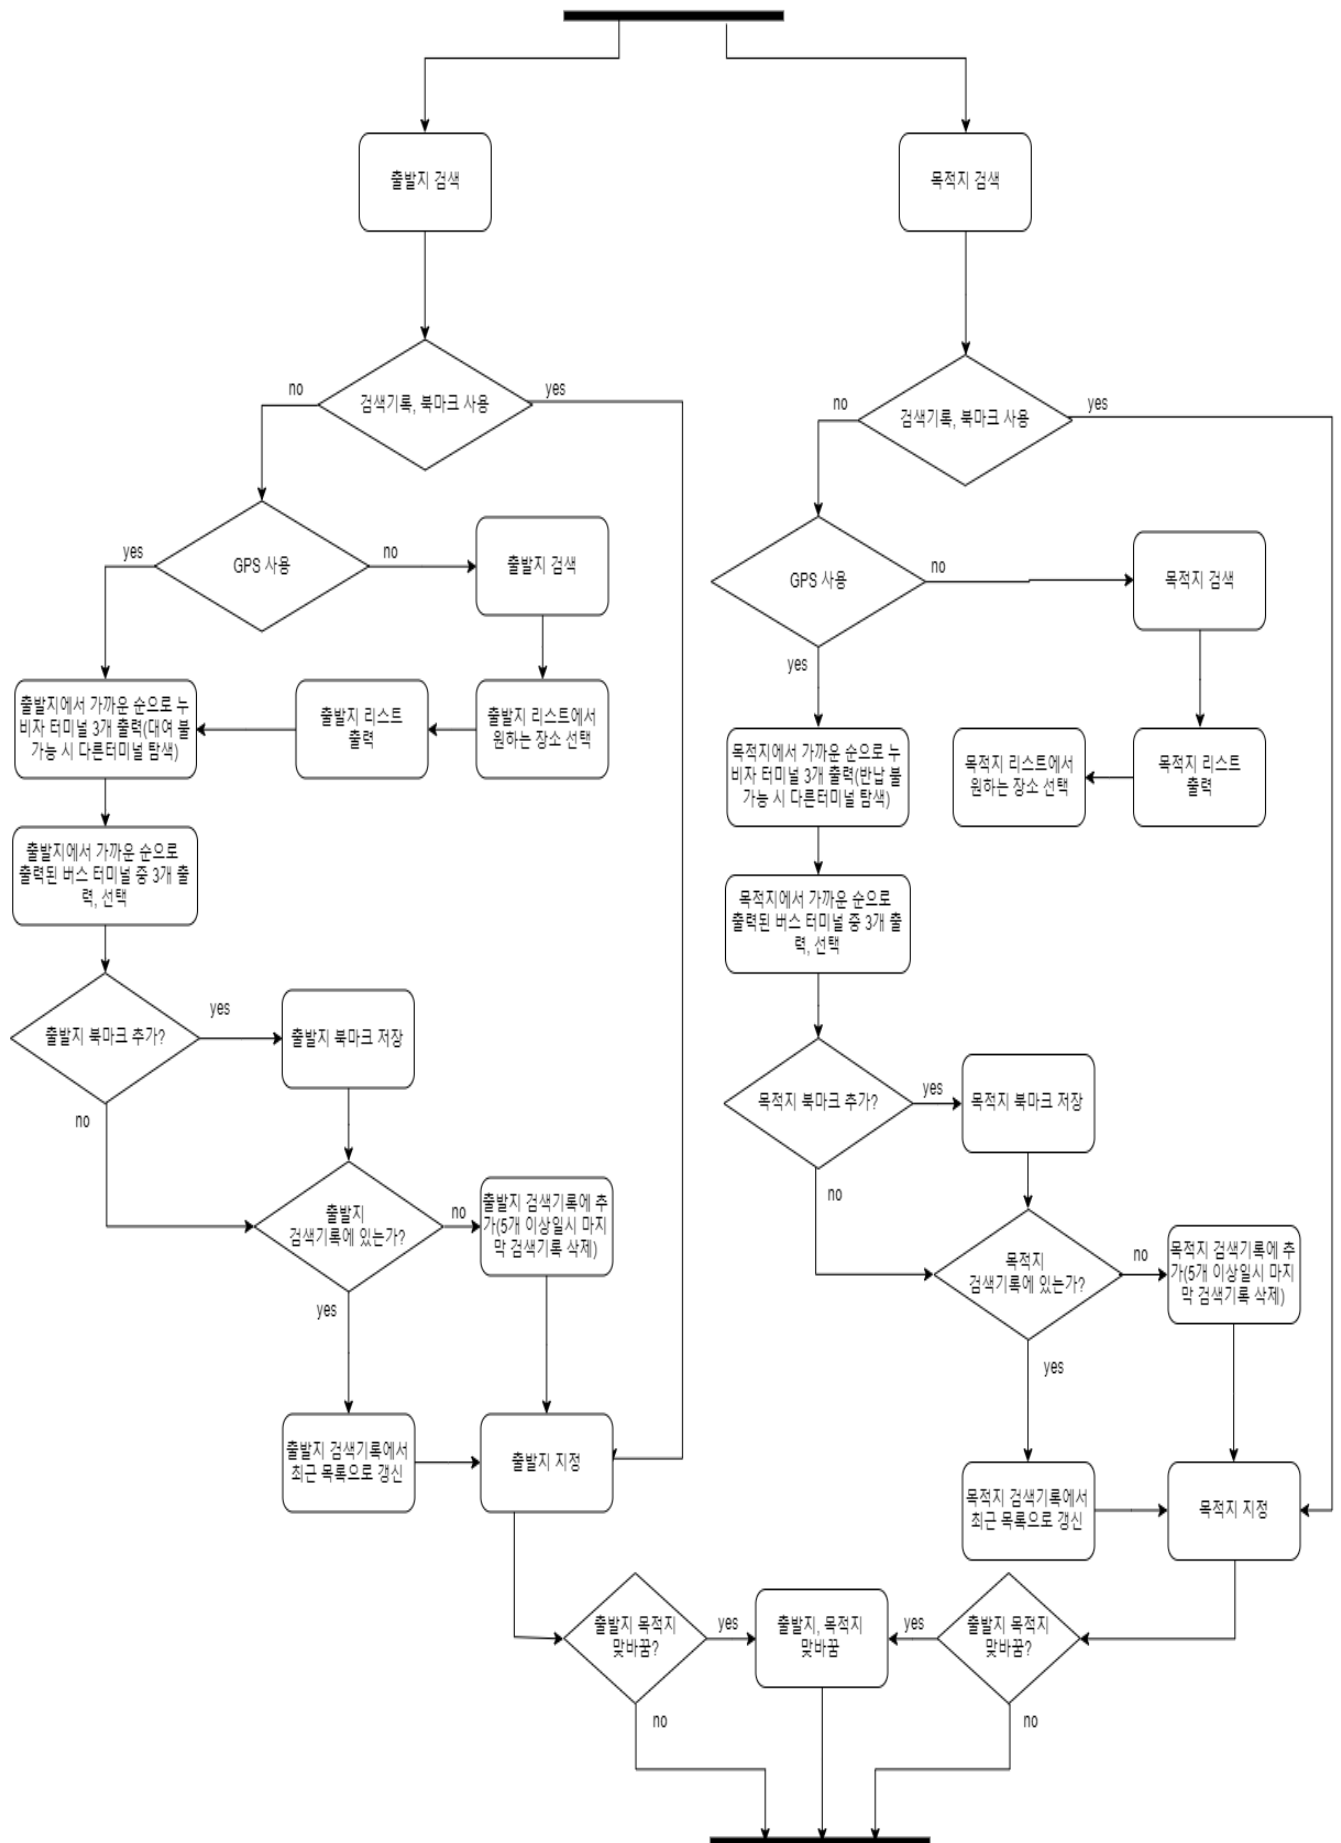 출발지 검색
목적지 검색
no
검색기록, 북마크 사용
yes
no
검색기록, 북마크 사용
yes
yes
GPS 사용
no
출발지 검색
GPS 사용
no
목적지 검색
yes
출발지에서 가까운 순으로 누
비자 터미널 3개 출력(대여 불
가능 시 다른터미널 탐색)
출발지 리스트
출력
출발지 리스트에서
원하는 장소 선택
목적지에서 가까운 순으로 누
비자 터미널 3개 출력(반납 불
가능 시 다른터미널 탐색)
목적지 리스트에서
원하는 장소 선택
목적지 리스트
출력
출발지에서 가까운 순으로
출력된 버스 터미널 중 3개 출
력, 선택
목적지에서 가까운 순으로
출력된 버스 터미널 중 3개 출
력, 선택
출발지 북마크 추가?
yes
출발지 북마크 저장
no
목적지 북마크 추가?
yes
목적지 북마크 저장
no
출발지
검색기록에 있는가?
no
출발지 검색기록에 추
가(5개 이상일시 마지
막 검색기록 삭제)
yes
목적지
검색기록에 있는가?
no
목적지 검색기록에 추
가(5개 이상일시 마지
막 검색기록 삭제)
yes
출발지 검색기록에서
최근 목록으로 갱신
출발지 지정
목적지 검색기록에서
최근 목록으로 갱신
목적지 지정
출발지 목적지
맞바꿈?
yes
출발지, 목적지
맞바꿈
yes
출발지 목적지
맞바꿈?
no
no